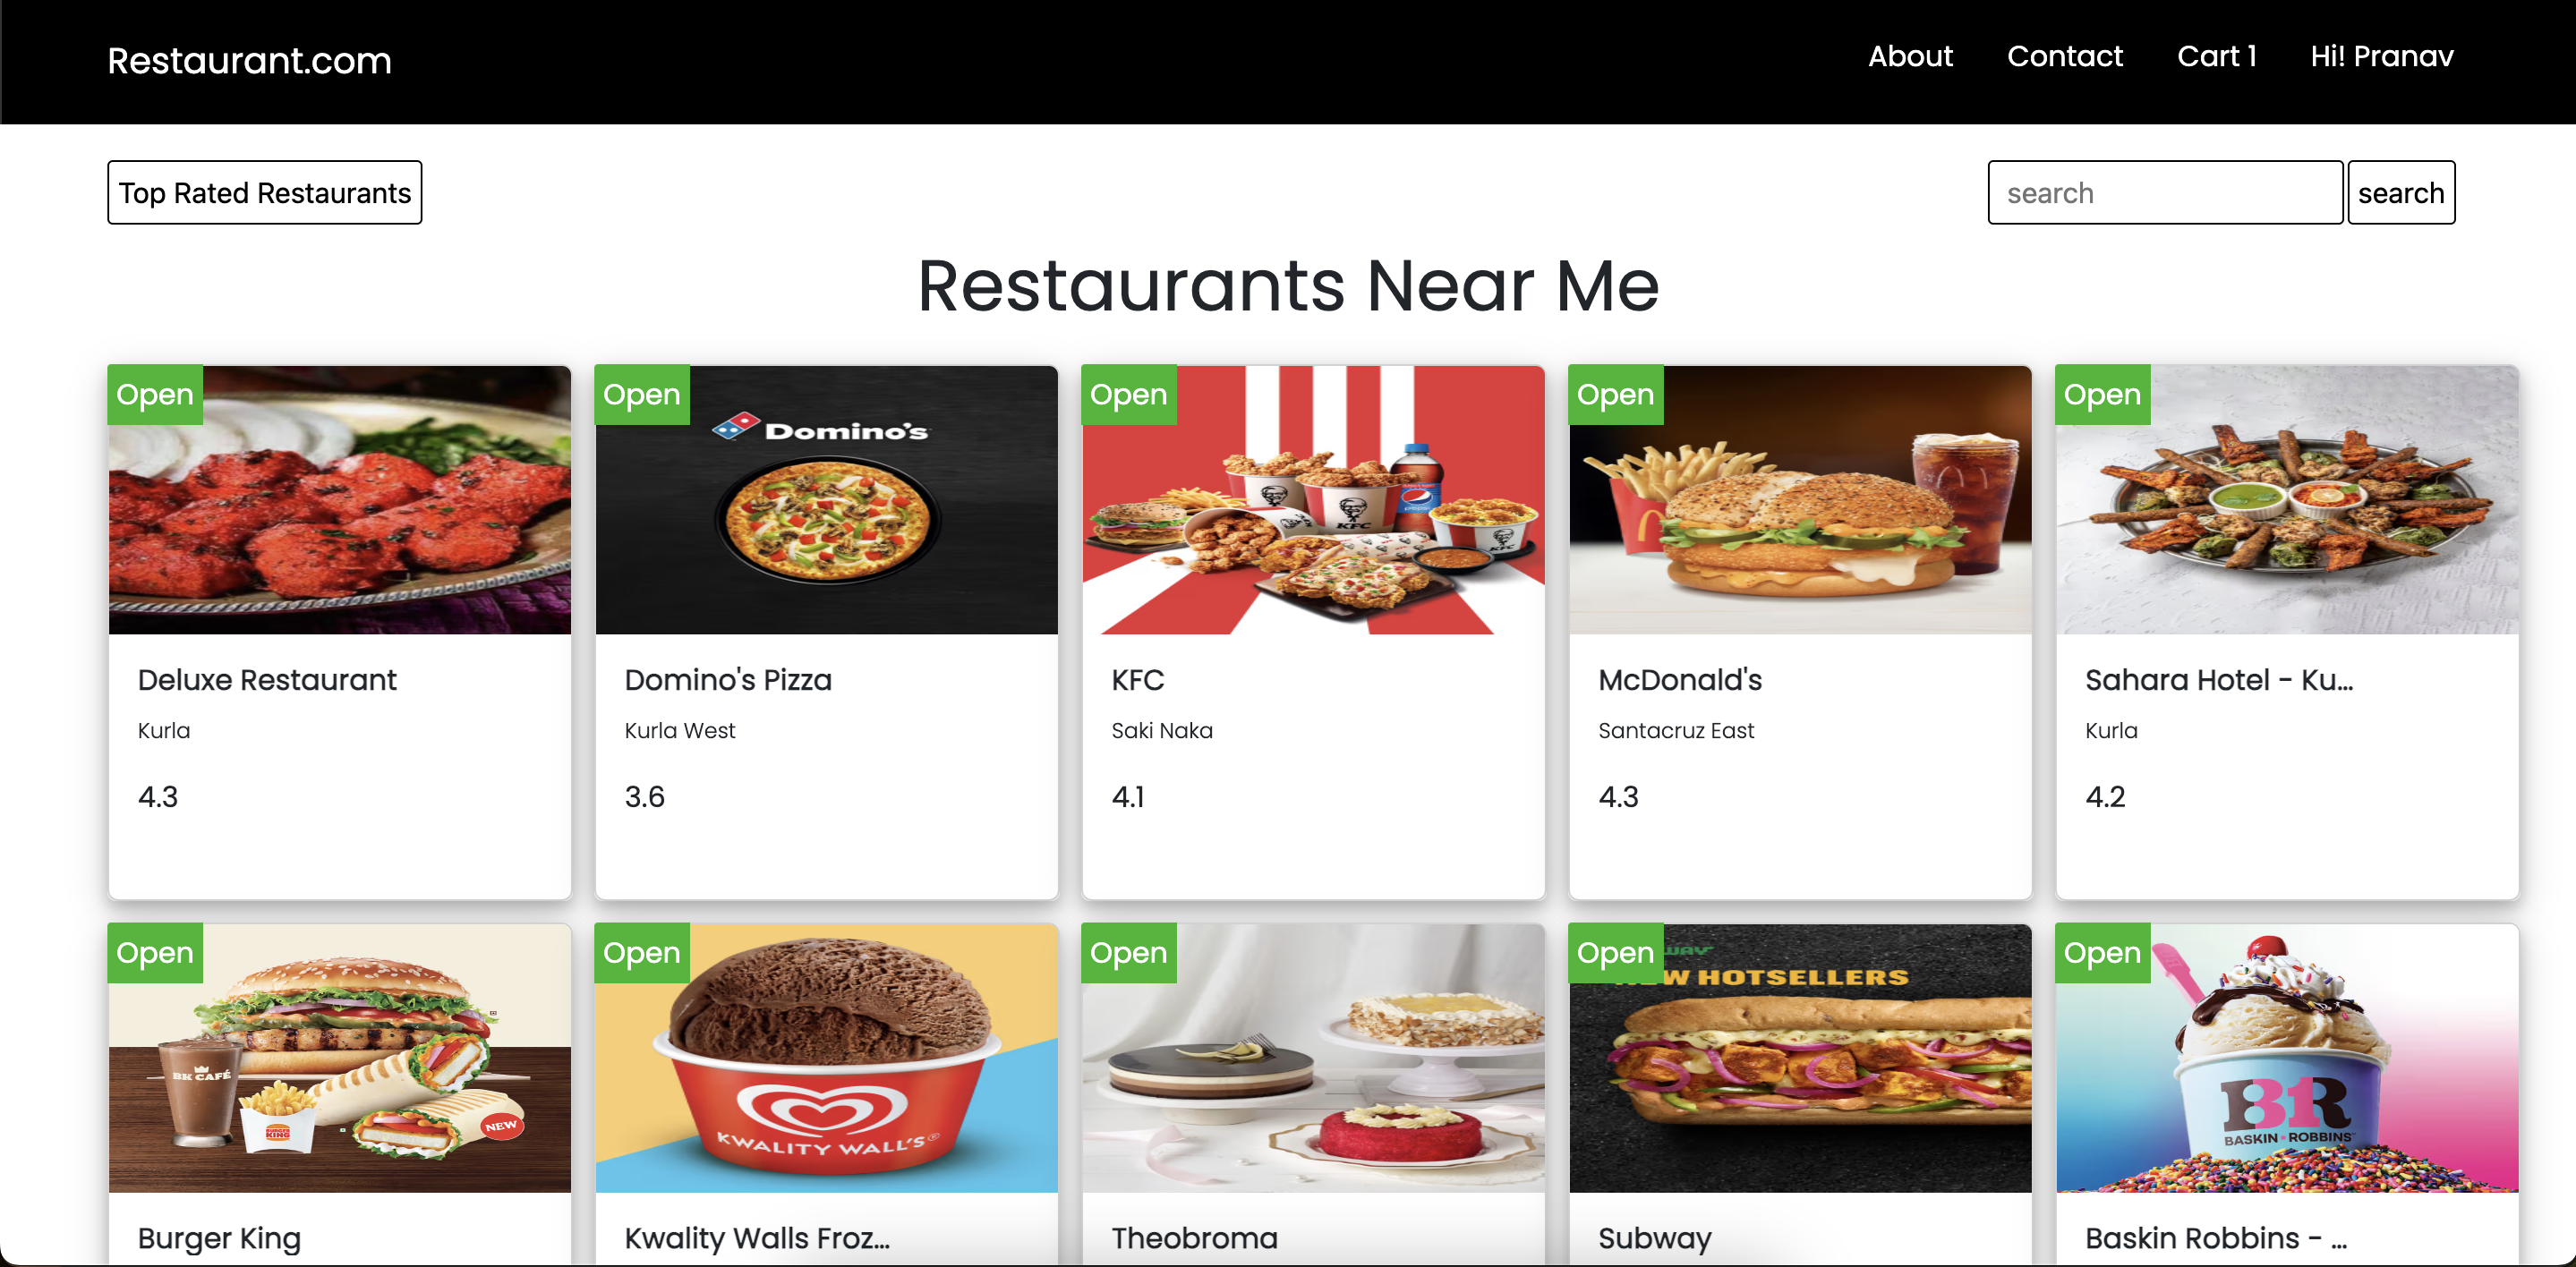 Restaurant.com
About Contact Cart 1 Hi! Pranav
Top Rated Restaurants
search search
Restaurants Near Me
Open Open Open Open Open
Domino's
KFC
KFC
Deluxe Restaurant
Kurla
4.3
Domino's Pizza
Kurla West
3.6
KFC
Saki Naka
4.1
McDonald's
Santacruz East
4.3
Sahara Hotel - Ku...
Kurla
4.2
Open Open Open Open Open
BK CAFÉ
BURGER KING
NEW
KWALITY WALL'S®
HOTSELLERS
BR
BASKIN ROBBINS
Burger King
Kwality Walls Froz...
Theobroma
Subway
Baskin Robbins - ...